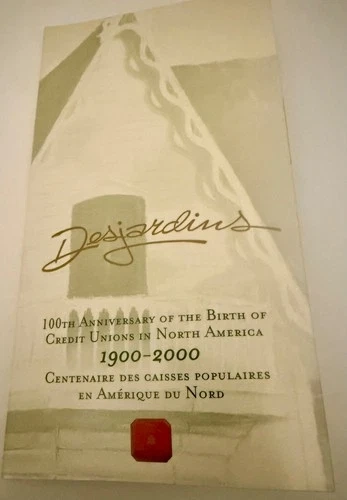 Desjardins
100th Anniversary of the Birth of
Credit Unions in North America
1900-2000
Centenaire des caisses populaires
en Amérique du Nord